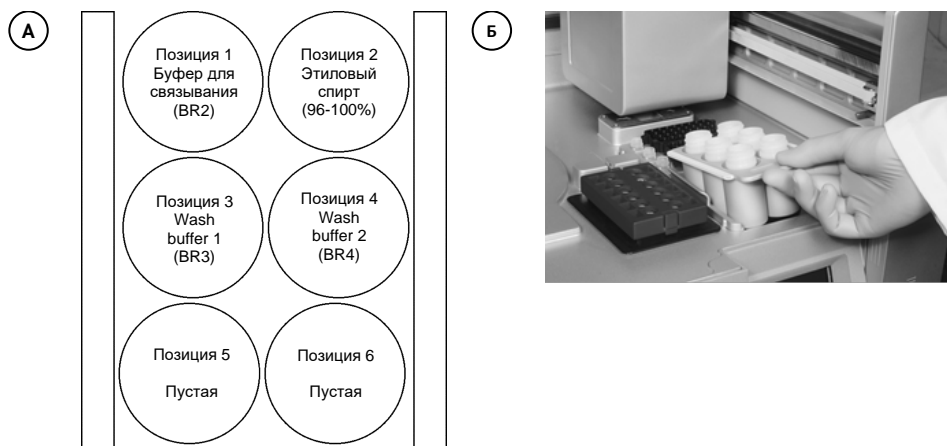 А
Позиция 1
Буфер для
связывания
(BR2)
Позиция 2
Этиловый
спирт
(96-100%)
Позиция 3
Wash
buffer 1
(BR3)
Позиция 4
Wash
buffer 2
(BR4)
Позиция 5
Пустая
Позиция 6
Пустая
Б